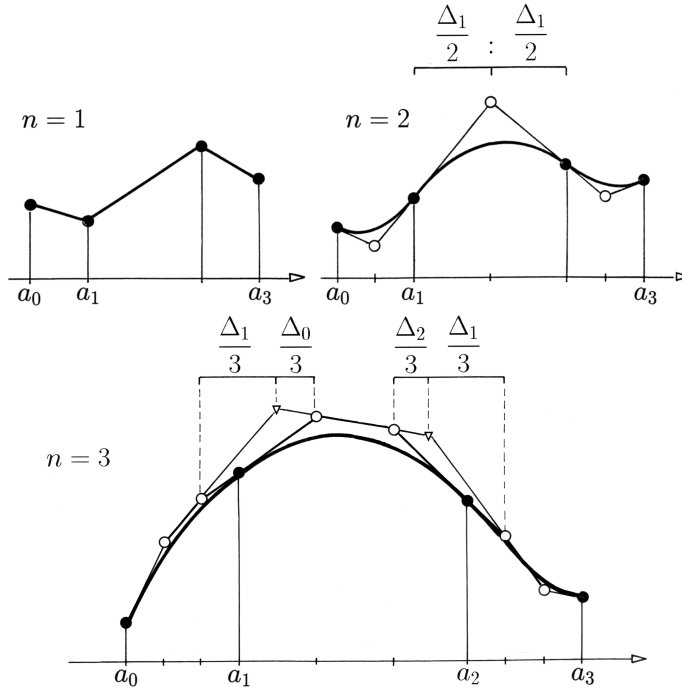 Δ₁/2 : Δ₁/2
n = 1
n = 2
a₀ a₁ a₃
a₀ a₁ a₃
Δ₁/3 Δ₀/3 Δ₂/3 Δ₁/3
n = 3
a₀ a₁ a₂ a₃